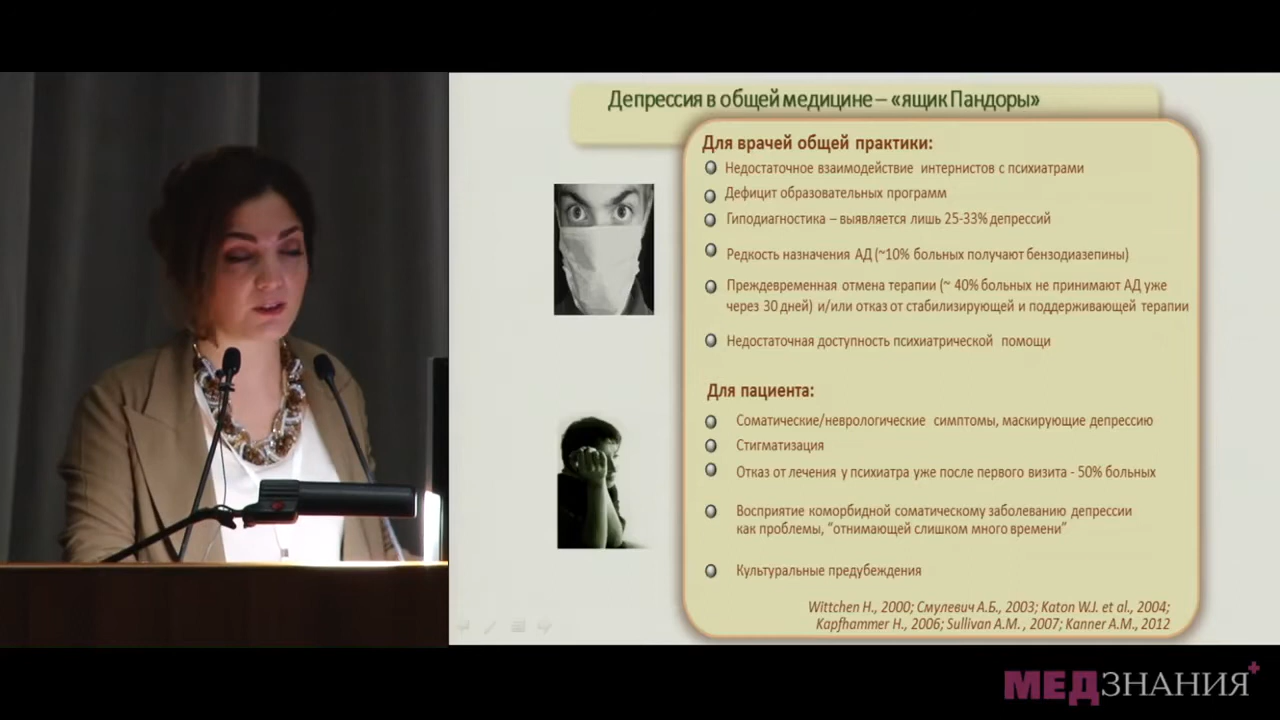 Депрессия в общей медицине – «ящик Пандоры»
Для врачей общей практики:
Недостаточное взаимодействие интернистов с психиатрами
Дефицит образовательных программ
Гиподиагностика – выявляется лишь 25-33% депрессий
Редкость назначения АД (~10% больных получают бензодиазепины)
Преждевременная отмена терапии (~ 40% больных не принимают АД уже
через 30 дней) и/или отказ от стабилизирующей и поддерживающей терапии
Недостаточная доступность психиатрической помощи
Для пациента:
Соматические/неврологические симптомы, маскирующие депрессию
Стигматизация
Отказ от лечения у психиатра уже после первого визита - 50% больных
Восприятие коморбидной соматическому заболеванию депрессии
как проблемы, "отнимающей слишком много времени"
Культуральные предубеждения
Wittchen H., 2000; Смулевич А.Б., 2003; Katon W.J. et al., 2004;
Kapfhammer H., 2006; Sullivan A.M. , 2007; Kanner A.M., 2012
МЕДЗНАНИЯ+